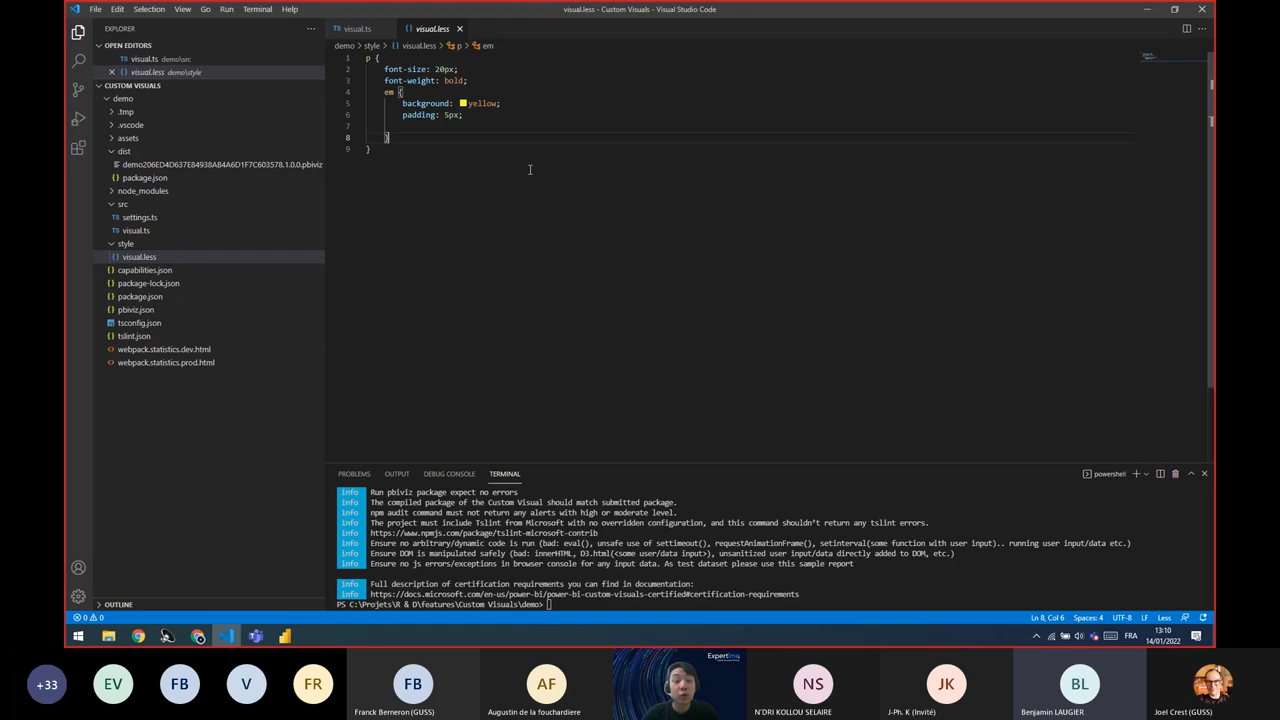 File Edit Selection View Go Run Terminal Help
visual.less - Custom Visuals - Visual Studio Code
EXPLORER
OPEN EDITORS
visual.ts demo\src
visual.less demo\style
CUSTOM VISUALS
demo
.tmp
.vscode
assets
dist
demo206ED4D637E84938AB4A6D1F7C603578.1.0.0.pbiviz
package.json
node_modules
src
settings.ts
visual.ts
style
visual.less
capabilities.json
package-lock.json
package.json
pbiviz.json
tsconfig.json
tslint.json
webpack.statistics.dev.html
webpack.statistics.prod.html
OUTLINE
visual.ts visual.less
demo > style > visual.less > p > em
1 p {
2 font-size: 20px;
3 font-weight: bold;
4 em {
5 background: yellow;
6 padding: 5px;
7
8 }
9 }
PROBLEMS OUTPUT DEBUG CONSOLE TERMINAL
powershell
info Run pbiviz package expect no errors
info The compiled package of the Custom Visual should match submitted package.
info npm audit command must not return any alerts with high or moderate level.
info The project must include Tslint from Microsoft with no overridden configuration, and this command shouldn't return any tslint errors.
info https://www.npmjs.com/package/tslint-microsoft-contrib
info Ensure no arbitrary/dynamic code is run (bad: eval(), unsafe use of settimeout(), requestAnimationFrame(), setinterval(some function with user input).. running user input/data etc.)
info Ensure DOM is manipulated safely (bad: innerHTML, D3.html(<some user/data input>), unsanitized user input/data directly added to DOM, etc.)
info Ensure no js errors/exceptions in browser console for any input data. As test dataset please use this sample report
info Full description of certification requirements you can find in documentation:
info https://docs.microsoft.com/en-us/power-bi/power-bi-custom-visuals-certified#certification-requirements
PS C:\Projets\R & D\features\Custom Visuals\demo>
0 0
Ln 8, Col 6 Spaces: 4 UTF-8 LF Less
FRA
13:10
14/01/2022
+33
EV
FB
V
FR
FB
Franck Berneron (GUSS)
AF
Augustin de la fouchardiere
Expertime
NS
N'DRI KOLLOU SELAIRE
JK
J-Ph. K (Invité)
BL
Benjamin LAUGIER
Joel Crest (GUSS)